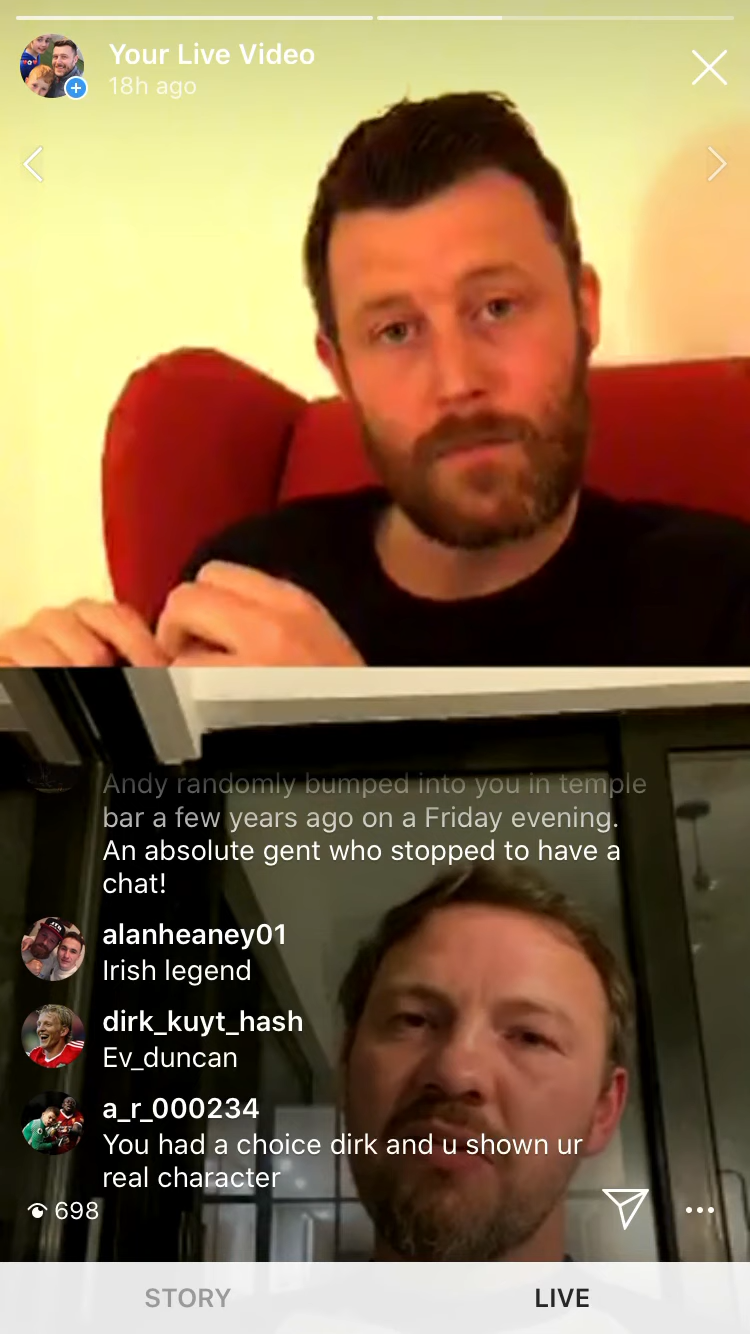 Your Live Video
18h ago
Andy randomly bumped into you in temple
bar a few years ago on a Friday evening.
An absolute gent who stopped to have a
chat!
alanheaney01
Irish legend
dirk_kuyt_hash
Ev_duncan
a_r_000234
You had a choice dirk and u shown ur
real character
698
STORY
LIVE